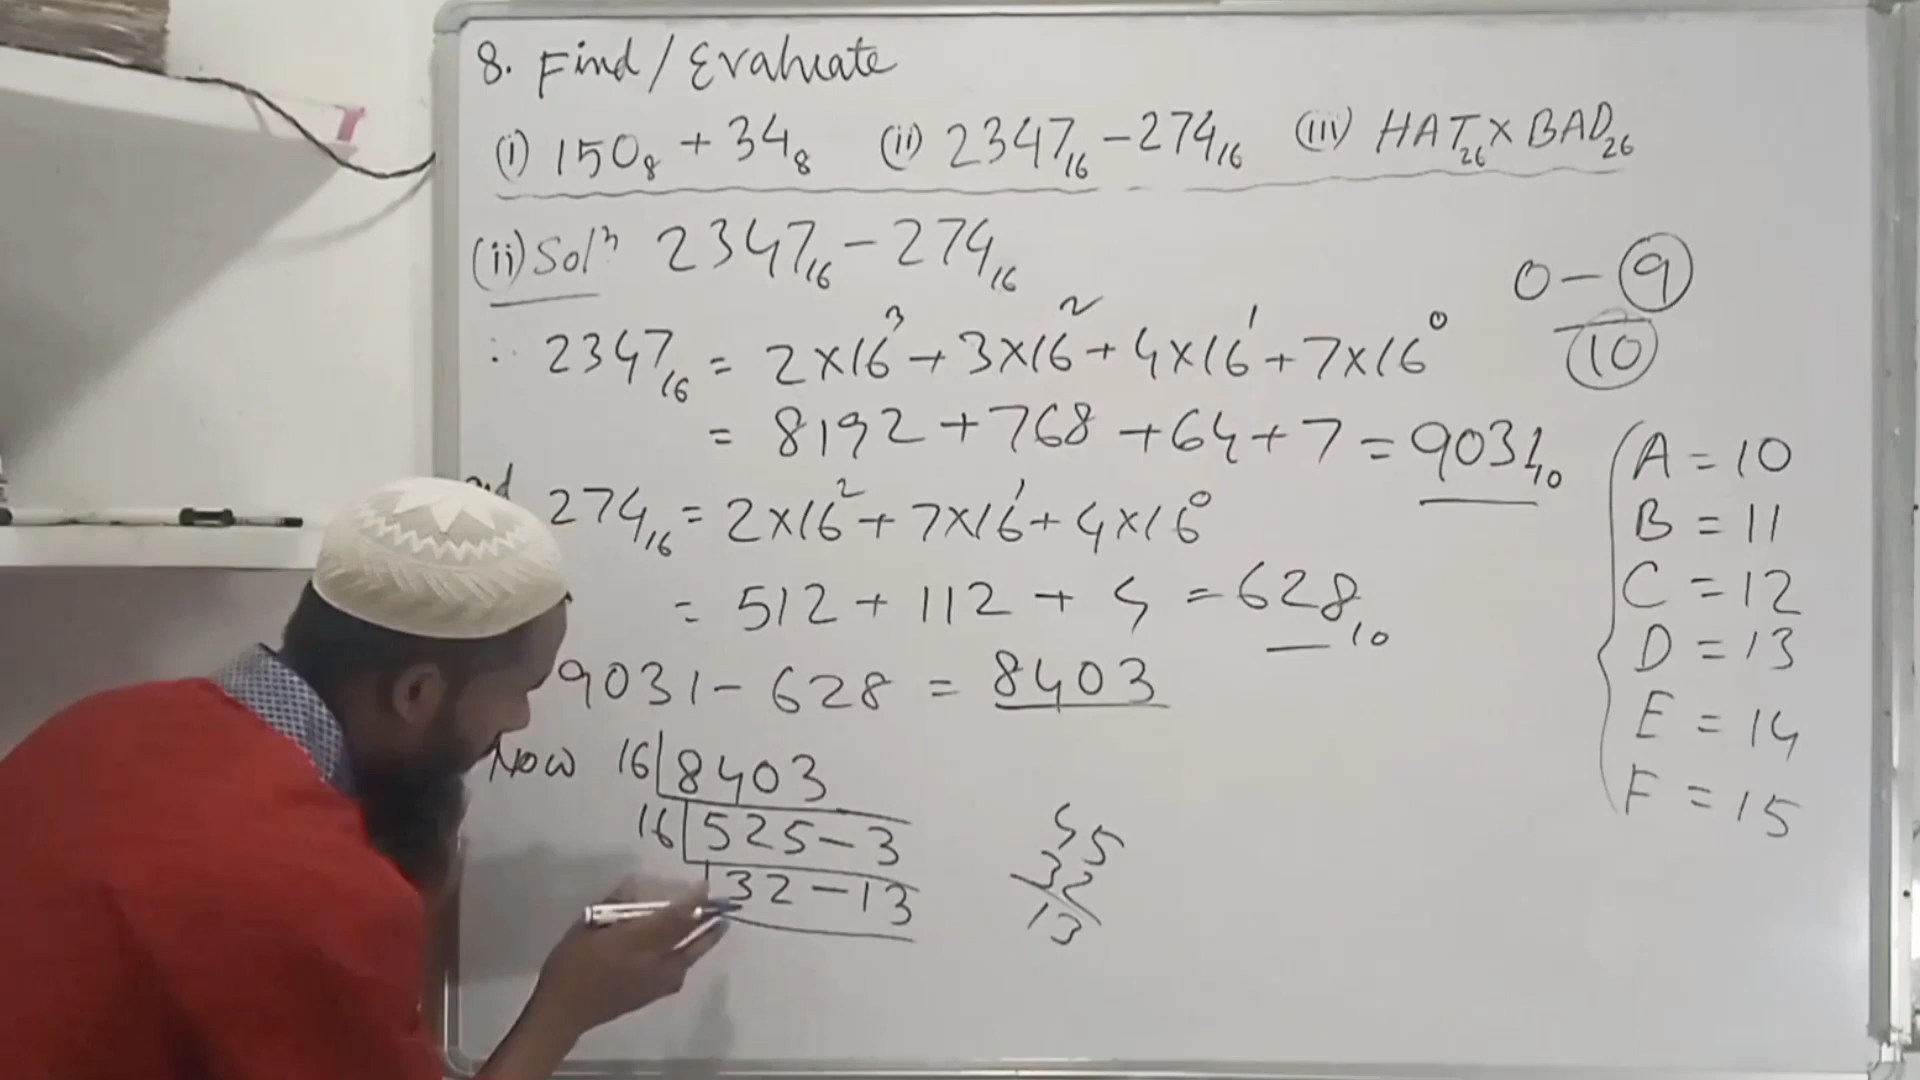 8. Find/Evaluate
(i) 150₈ + 34₈ (ii) 2347₁₆ - 274₁₆ (iii) HAT₂₆ × BAD₂₆
(ii) Solⁿ 2347₁₆ - 274₁₆
∴ 2347₁₆ = 2×16³ + 3×16² + 4×16¹ + 7×16⁰
= 8192 + 768 + 64 + 7 = 9031₁₀
274₁₆ = 2×16² + 7×16¹ + 4×16⁰
= 512 + 112 + 4 = 628₁₀
9031 - 628 = 8403
Now 16 8403
16 525 - 3
32 - 13
45
32
13
0 - 9
10
A = 10
B = 11
C = 12
D = 13
E = 14
F = 15